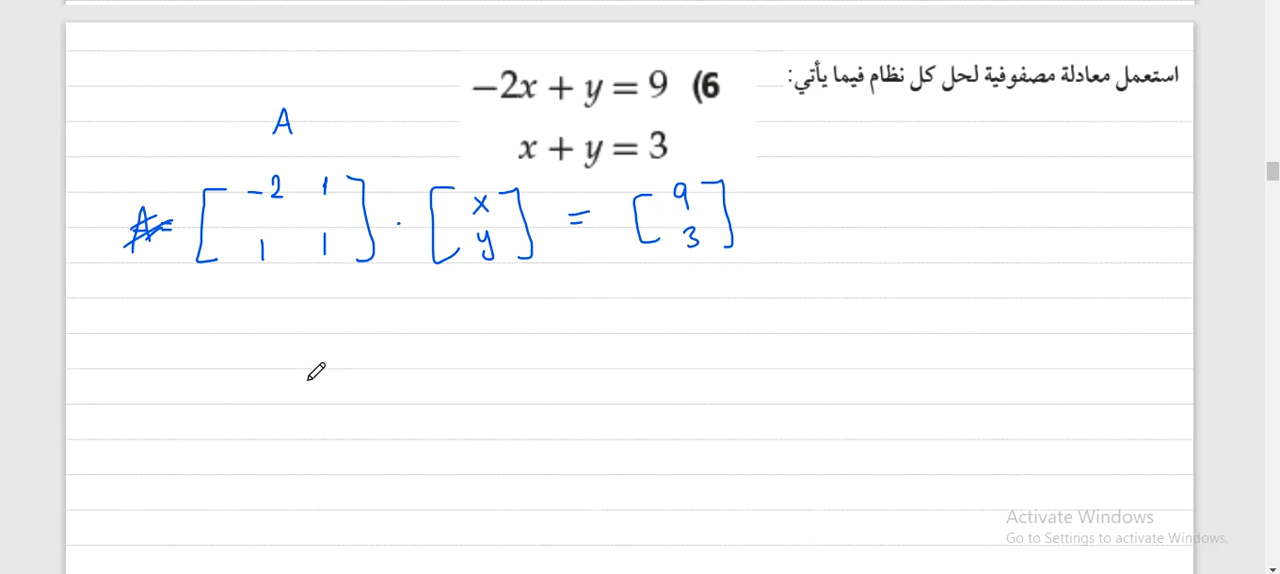 استعمل معادلة مصفوفية لحل كل نظام فيما يأتي:
6) -2x + y = 9
x + y = 3
A
A= [ -2 1 ] · [ x ] = [ 9 ]
[ 1 1 ] [ y ] [ 3 ]
Activate Windows
Go to Settings to activate Windows.